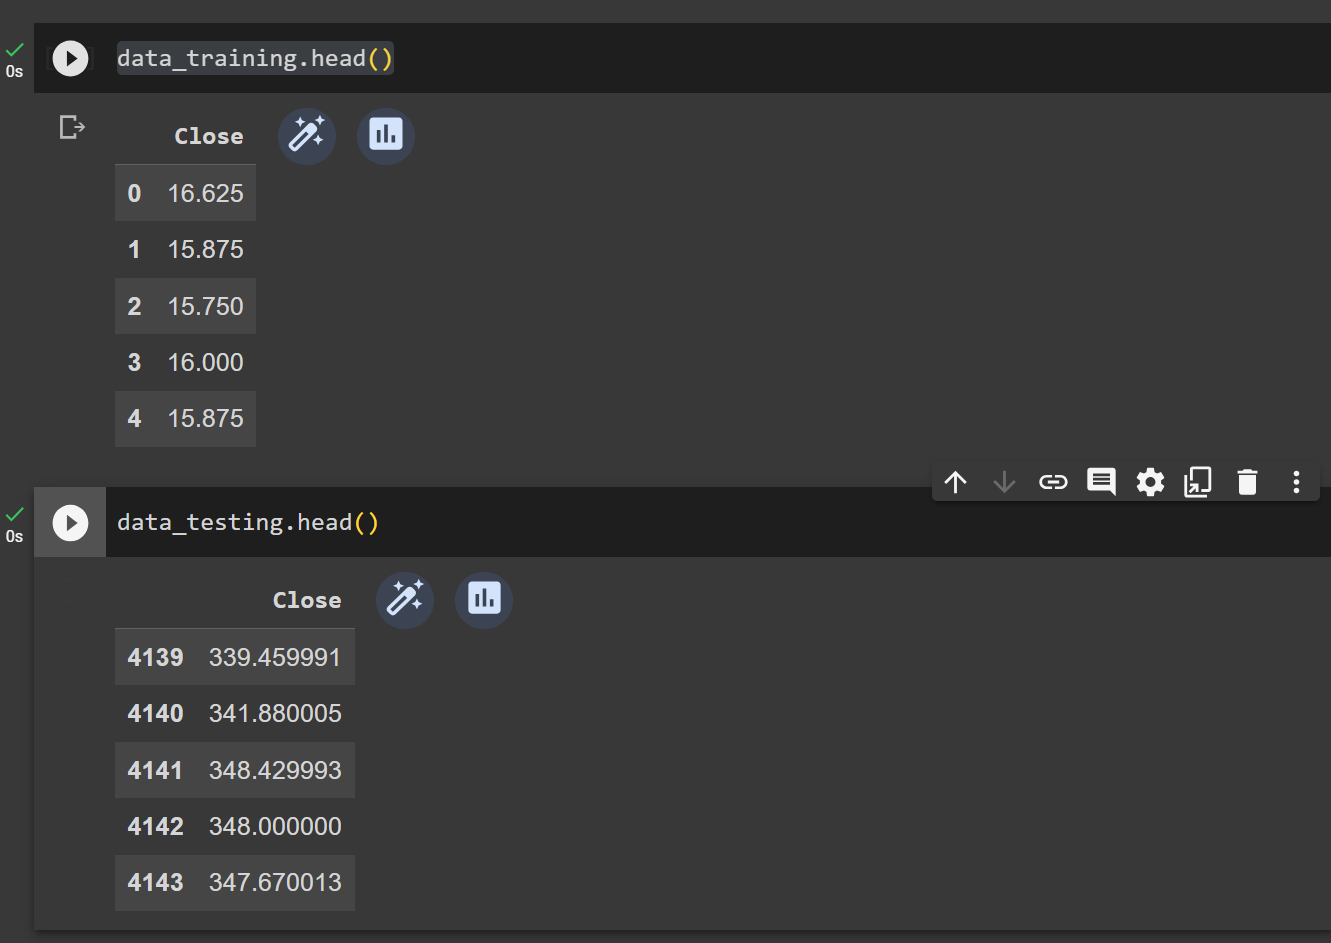 data_training.head()
0s
Close
0 16.625
1 15.875
2 15.750
3 16.000
4 15.875
data_testing.head()
0s
Close
4139 339.459991
4140 341.880005
4141 348.429993
4142 348.000000
4143 347.670013